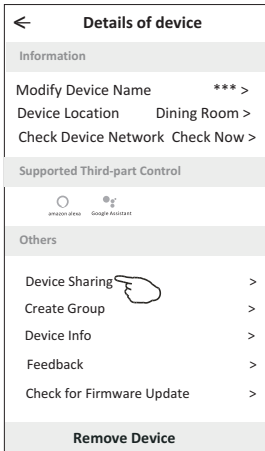 ← Details of device
Information
Modify Device Name *** >
Device Location Dining Room >
Check Device Network Check Now >
Supported Third-part Control
amazon alexa Google Assistant
Others
Device Sharing >
Create Group >
Device Info >
Feedback >
Check for Firmware Update >
Remove Device